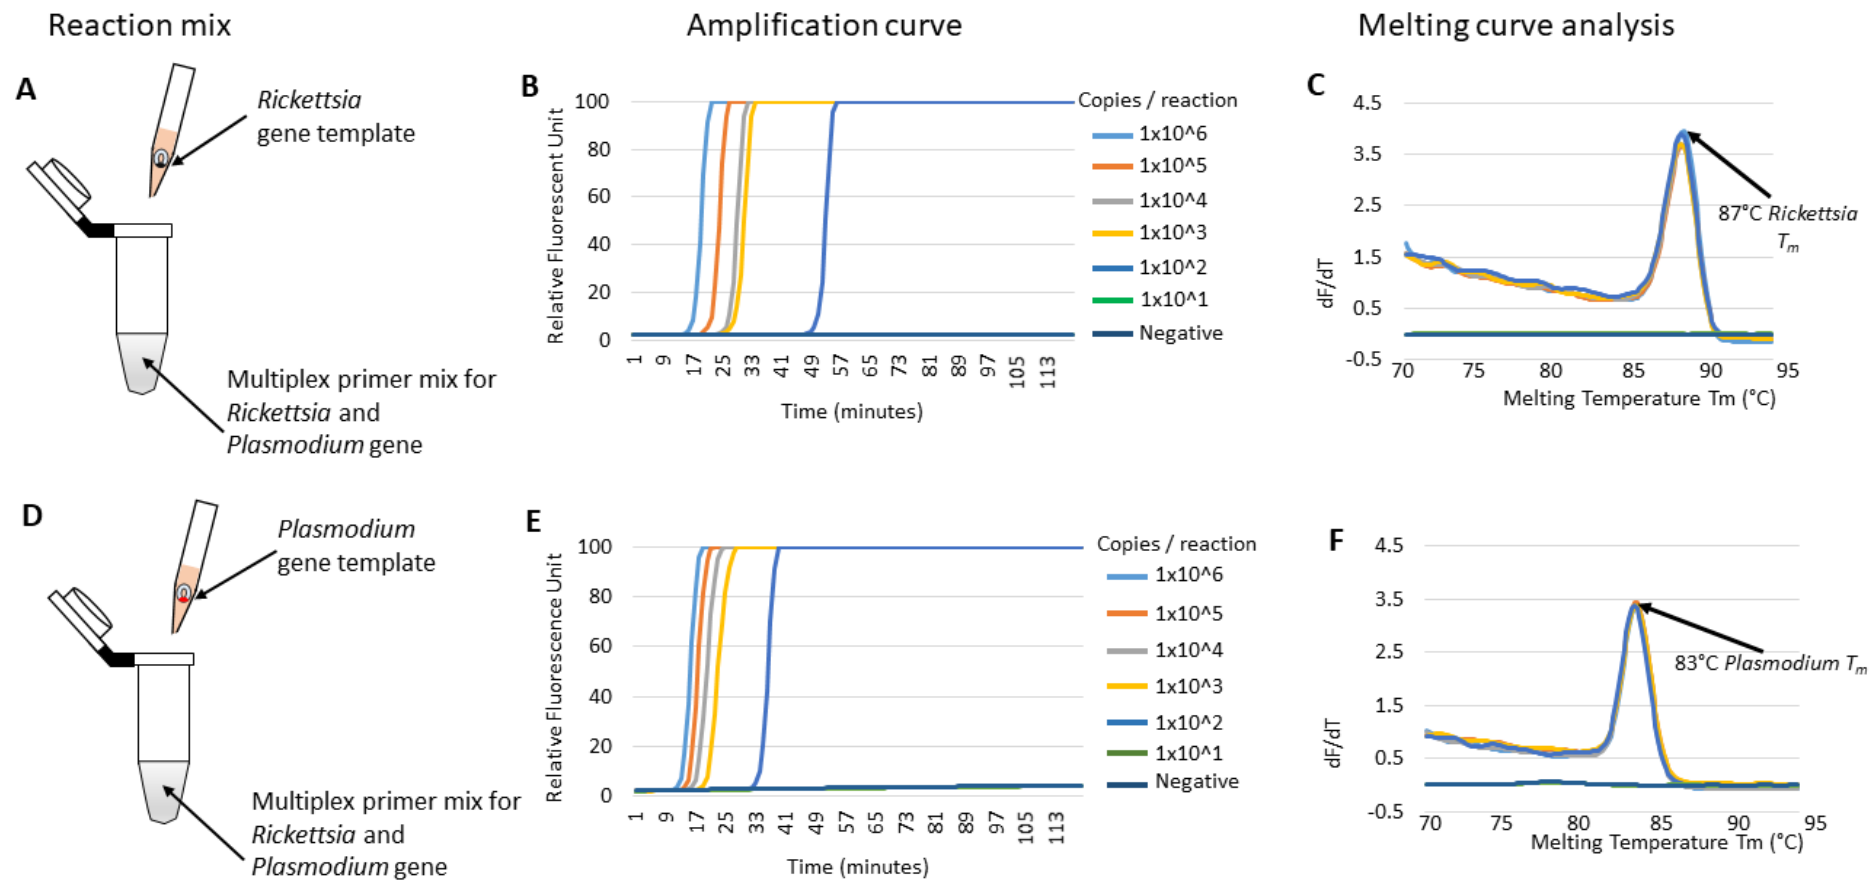 Reaction mix
Amplification curve
Melting curve analysis
A
Rickettsia
gene template
Multiplex primer mix for
Rickettsia and
Plasmodium gene
B
Relative Fluorescent Unit
100
80
60
40
20
0
1 9 17 25 33 41 49 57 65 73 81 89 97 105 113
Time (minutes)
Copies / reaction
1x10^6
1x10^5
1x10^4
1x10^3
1x10^2
1x10^1
Negative
C
dF/dT
4.5
3.5
2.5
1.5
0.5
-0.5
70 75 80 85 90 95
Melting Temperature Tm (°C)
87°C Rickettsia
Tm
D
Plasmodium
gene template
Multiplex primer mix for
Rickettsia and
Plasmodium gene
E
Relative Fluorescence Unit
100
80
60
40
20
0
1 9 17 25 33 41 49 57 65 73 81 89 97 105 113
Time (minutes)
Copies / reaction
1x10^6
1x10^5
1x10^4
1x10^3
1x10^2
1x10^1
Negative
F
dF/dT
4.5
3.5
2.5
1.5
0.5
-0.5
70 75 80 85 90 95
Melting Temperature Tm (°C)
83°C Plasmodium Tm